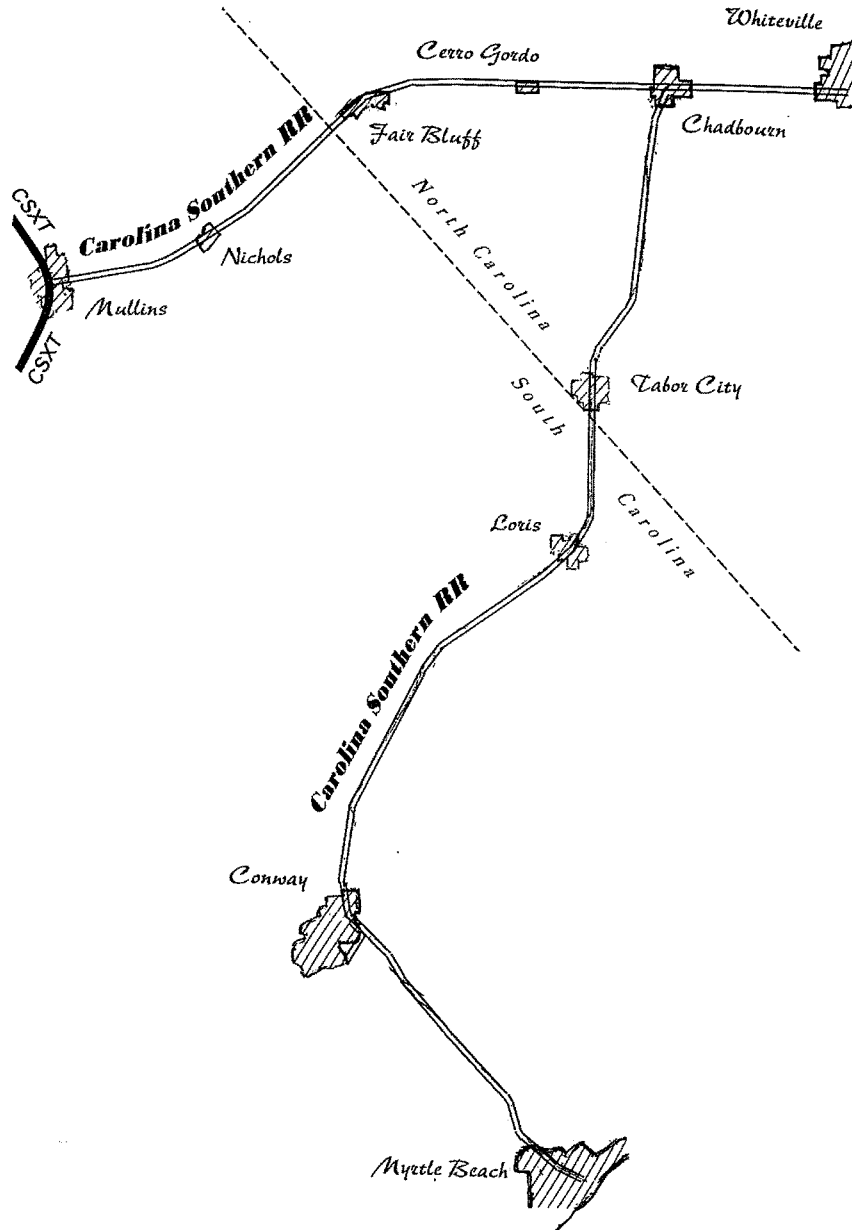 Whiteville
Cerro Gordo
Chadbourn
Fair Bluff
Carolina Southern RR
North Carolina
CSXT
Nichols
Mullins
CSXT
Tabor City
South Carolina
Loris
Carolina Southern RR
Conway
Myrtle Beach